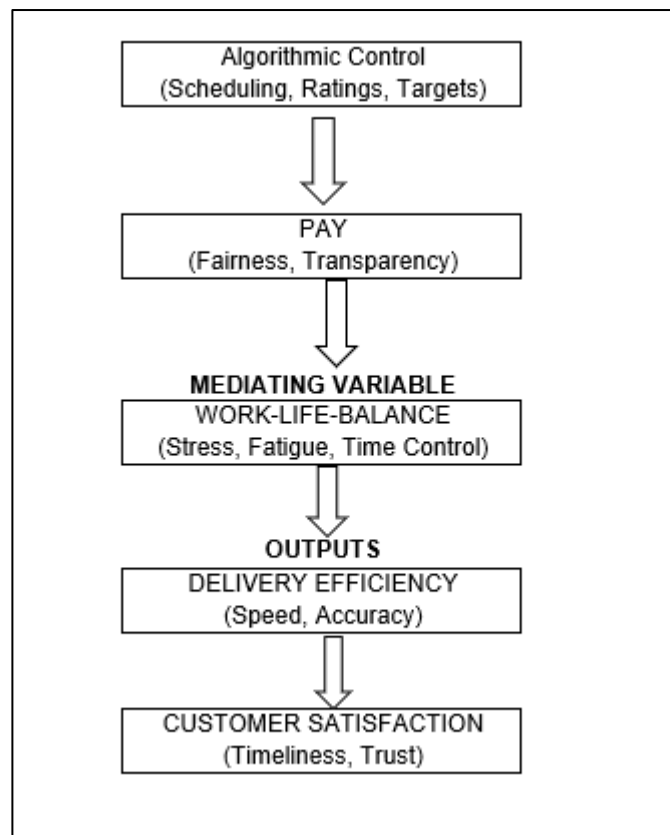 Algorithmic Control
(Scheduling, Ratings, Targets)
PAY
(Fairness, Transparency)
MEDIATING VARIABLE
WORK-LIFE-BALANCE
(Stress, Fatigue, Time Control)
OUTPUTS
DELIVERY EFFICIENCY
(Speed, Accuracy)
CUSTOMER SATISFACTION
(Timeliness, Trust)